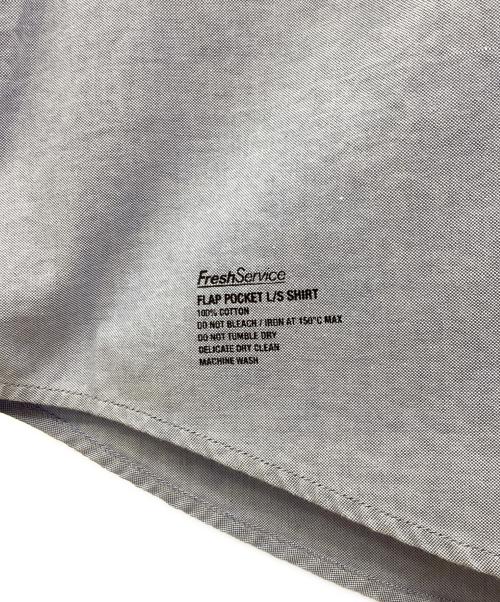 FreshService
FLAP POCKET L/S SHIRT
100% COTTON
DO NOT BLEACH / IRON AT 150°C MAX
DO NOT TUMBLE DRY
DELICATE DRY CLEAN
MACHINE WASH